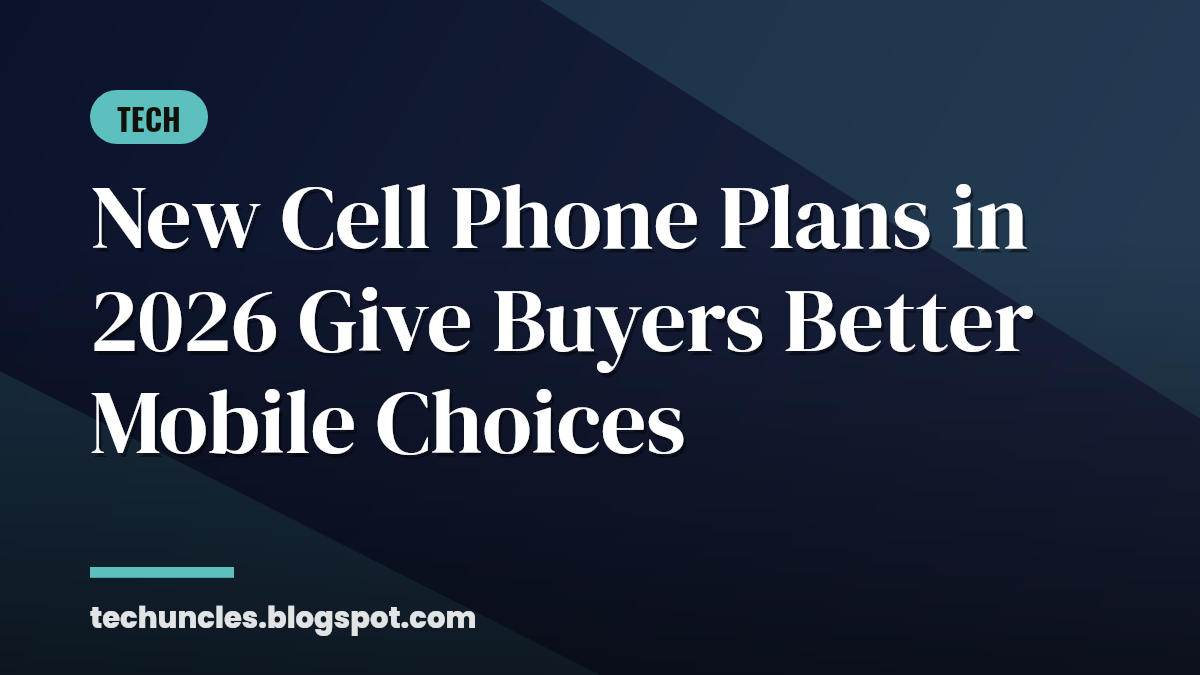 TECH
New Cell Phone Plans in
2026 Give Buyers Better
Mobile Choices
techuncles.blogspot.com